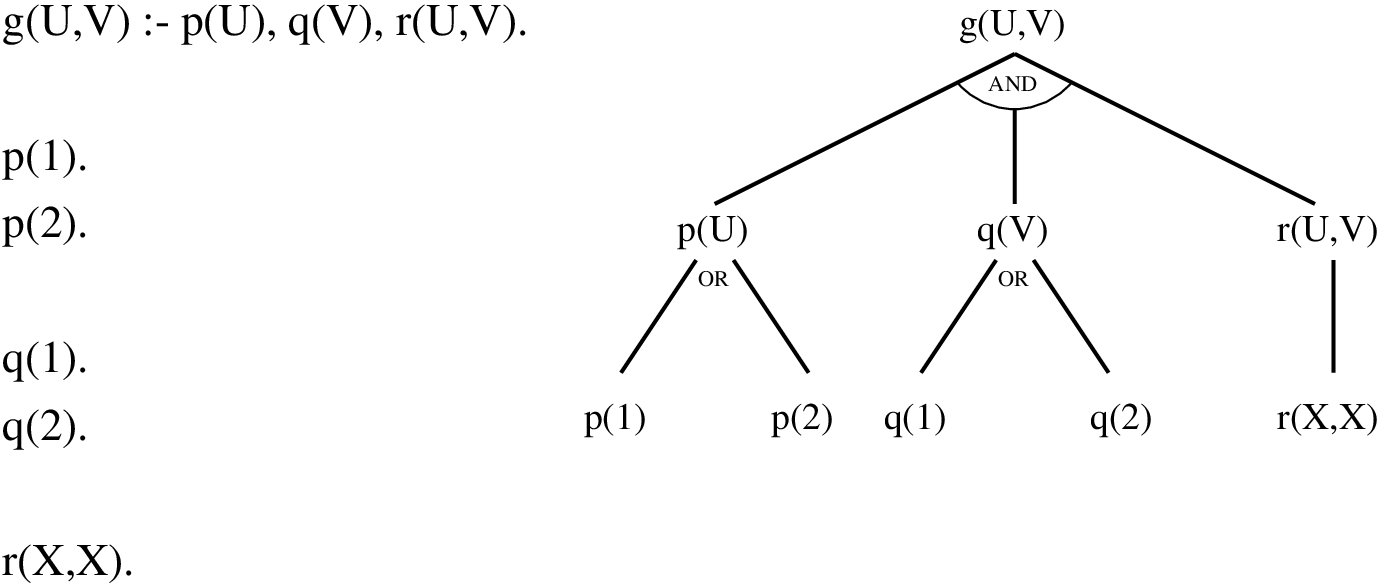 g(U,V) :- p(U), q(V), r(U,V).
p(1).
p(2).
q(1).
q(2).
r(X,X).
g(U,V)
AND
p(U)
q(V)
r(U,V)
OR
OR
p(1)
p(2)
q(1)
q(2)
r(X,X)